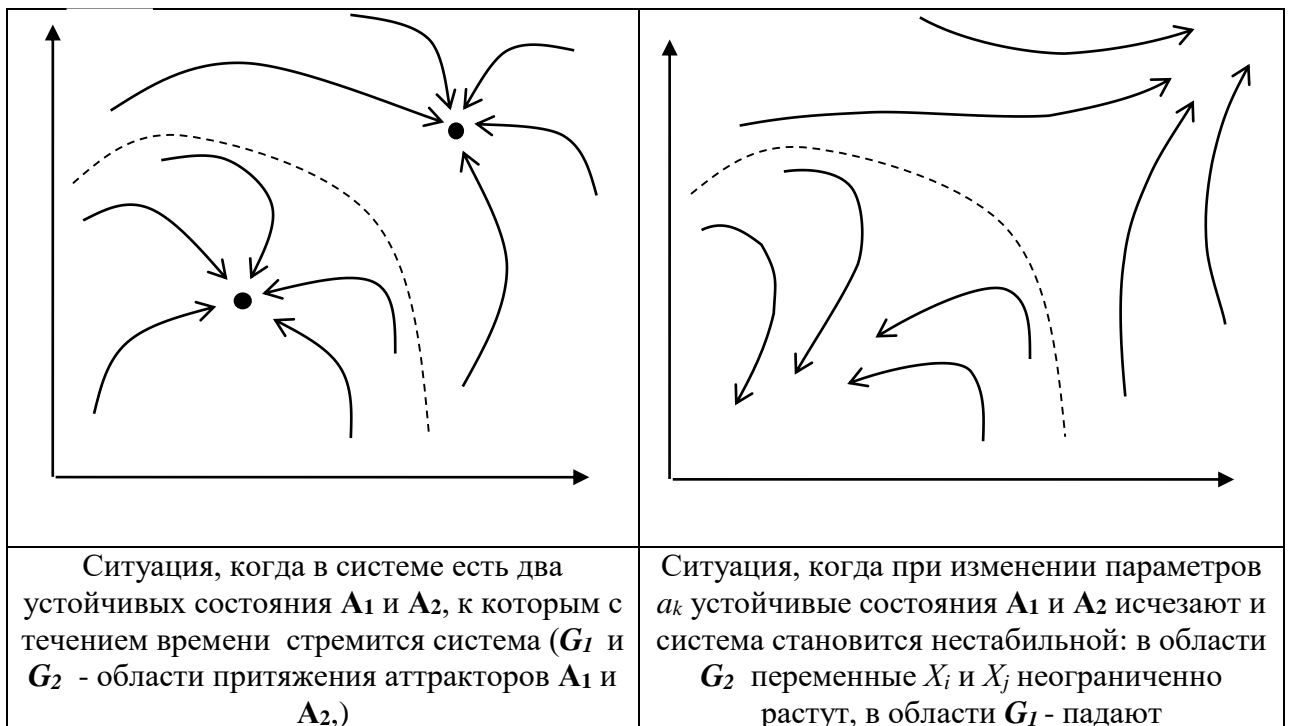 Ситуация, когда в системе есть два
устойчивых состояния A1 и A2, к которым с
течением времени стремится система (G1 и
G2 - области притяжения аттракторов A1 и
A2,)
Ситуация, когда при изменении параметров
ak устойчивые состояния A1 и A2 исчезают и
система становится нестабильной: в области
G2 переменные Xi и Xj неограниченно
растут, в области G1 - падают